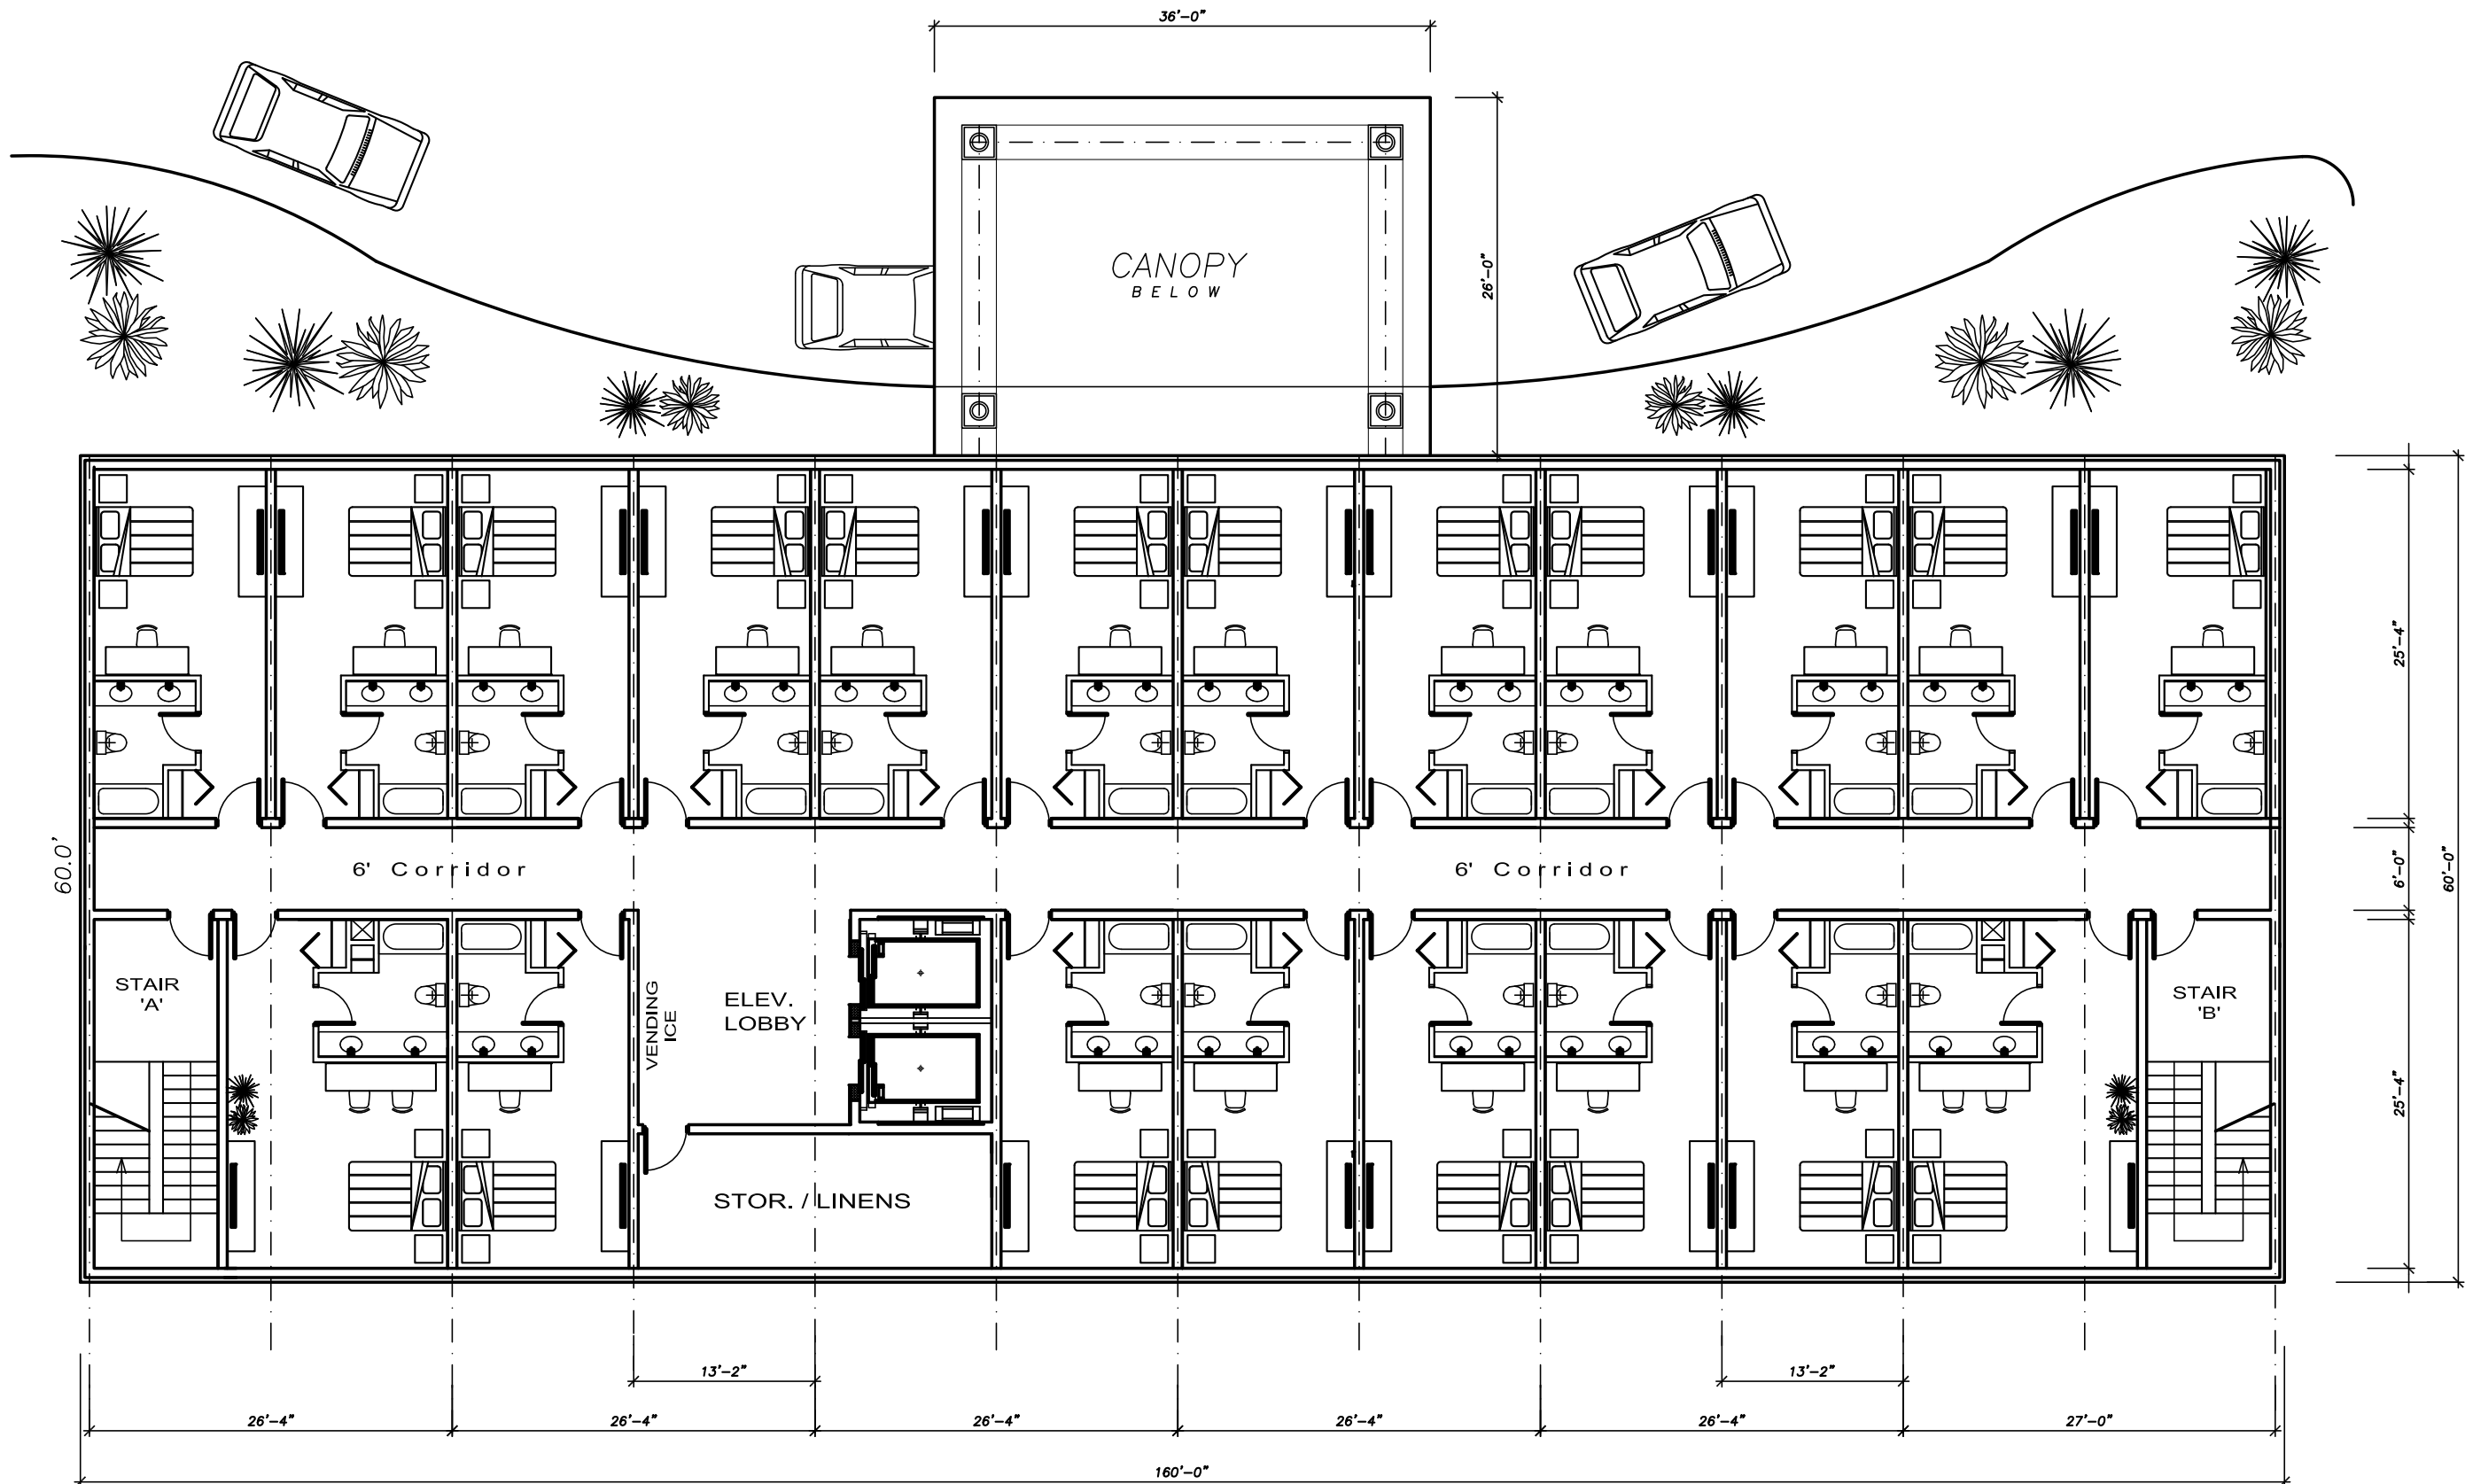 36'-0"
CANOPY
BELOW
26'-0"
25'-4"
60.0'
6' Corridor
6' Corridor
6'-0"
60'-0"
STAIR
'A'
VENDING
ICE
ELEV.
LOBBY
STAIR
'B'
25'-4"
STOR. / LINENS
13'-2"
13'-2"
26'-4"
26'-4"
26'-4"
26'-4"
26'-4"
27'-0"
160'-0"